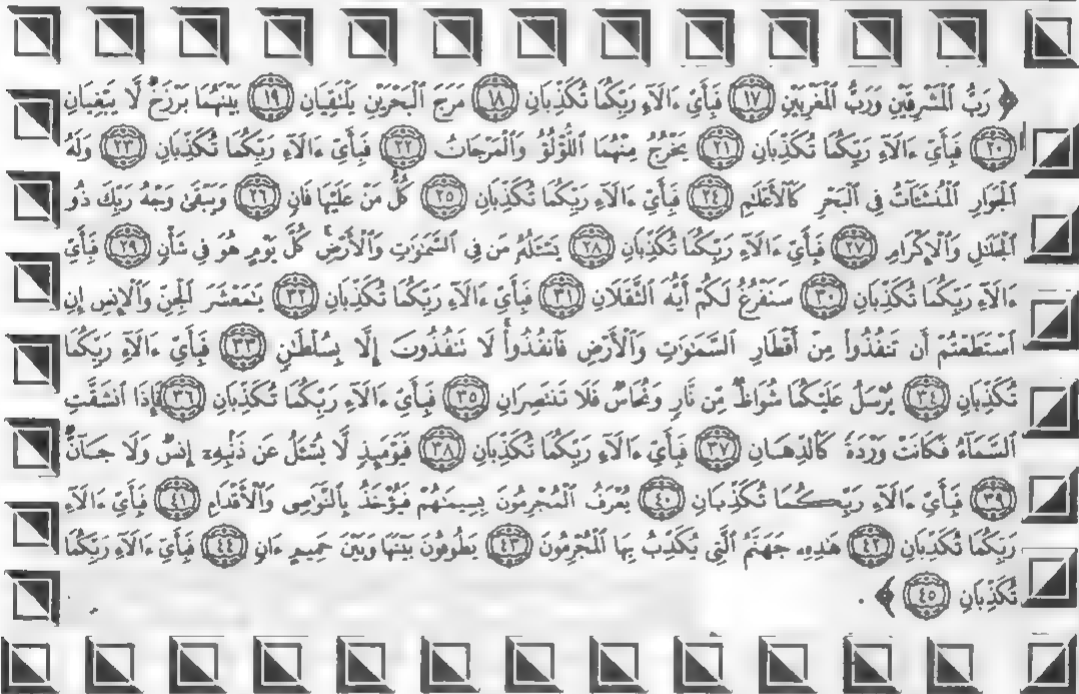 ﴿ رَبُّ ٱلْمَشْرِقَيْنِ وَرَبُّ ٱلْمَغْرِبَيْنِ ١٧ فَبِأَيِّ ءَالَآءِ رَبِّكُمَا تُكَذِّبَانِ ١٨ مَرَجَ ٱلْبَحْرَيْنِ يَلْتَقِيَانِ ١٩ بَيْنَهُمَا بَرْزَخٌ لَّا يَبْغِيَانِ
٢٠ فَبِأَيِّ ءَالَآءِ رَبِّكُمَا تُكَذِّبَانِ ٢١ يَخْرُجُ مِنْهُمَا ٱللُّؤْلُؤُ وَٱلْمَرْجَانُ ٢٢ فَبِأَيِّ ءَالَآءِ رَبِّكُمَا تُكَذِّبَانِ ٢٣ وَلَهُ
ٱلْجَوَارِ ٱلْمُنشَـَٔاتُ فِى ٱلْبَحْرِ كَٱلْأَعْلَٰمِ ٢٤ فَبِأَيِّ ءَالَآءِ رَبِّكُمَا تُكَذِّبَانِ ٢٥ كُلُّ مَنْ عَلَيْهَا فَانٍ ٢٦ وَيَبْقَىٰ وَجْهُ رَبِّكَ ذُو
ٱلْجَلَٰلِ وَٱلْإِكْرَامِ ٢٧ فَبِأَيِّ ءَالَآءِ رَبِّكُمَا تُكَذِّبَانِ ٢٨ يَسْـَٔلُهُۥ مَن فِى ٱلسَّمَٰوَٰتِ وَٱلْأَرْضِ كُلَّ يَوْمٍ هُوَ فِى شَأْنٍ ٢٩ فَبِأَيِّ
ءَالَآءِ رَبِّكُمَا تُكَذِّبَانِ ٣٠ سَنَفْرُغُ لَكُمْ أَيُّهَ ٱلثَّقَلَانِ ٣١ فَبِأَيِّ ءَالَآءِ رَبِّكُمَا تُكَذِّبَانِ ٣٢ يَٰمَعْشَرَ ٱلْجِنِّ وَٱلْإِنسِ إِنِ
ٱسْتَطَعْتُمْ أَن تَنفُذُوا۟ مِنْ أَقْطَارِ ٱلسَّمَٰوَٰتِ وَٱلْأَرْضِ فَٱنفُذُوا۟ لَا تَنفُذُونَ إِلَّا بِسُلْطَٰنٍ ٣٣ فَبِأَيِّ ءَالَآءِ رَبِّكُمَا
تُكَذِّبَانِ ٣٤ يُرْسَلُ عَلَيْكُمَا شُوَاظٌ مِّن نَّارٍ وَنُحَاسٌ فَلَا تَنتَصِرَانِ ٣٥ فَبِأَيِّ ءَالَآءِ رَبِّكُمَا تُكَذِّبَانِ ٣٦ فَإِذَا ٱنشَقَّتِ
ٱلسَّمَآءُ فَكَانَتْ وَرْدَةً كَٱلدِّهَانِ ٣٧ فَبِأَيِّ ءَالَآءِ رَبِّكُمَا تُكَذِّبَانِ ٣٨ فَيَوْمَئِذٍ لَّا يُسْـَٔلُ عَن ذَنۢبِهِۦٓ إِنسٌ وَلَا جَآنٌّ
٣٩ فَبِأَيِّ ءَالَآءِ رَبِّكُمَا تُكَذِّبَانِ ٤٠ يُعْرَفُ ٱلْمُجْرِمُونَ بِسِيمَٰهُمْ فَيُؤْخَذُ بِٱلنَّوَٰصِى وَٱلْأَقْدَامِ ٤١ فَبِأَيِّ ءَالَآءِ
رَبِّكُمَا تُكَذِّبَانِ ٤٢ هَٰذِهِۦ جَهَنَّمُ ٱلَّتِى يُكَذِّبُ بِهَا ٱلْمُجْرِمُونَ ٤٣ يَطُوفُونَ بَيْنَهَا وَبَيْنَ حَمِيمٍ ءَانٍ ٤٤ فَبِأَيِّ ءَالَآءِ رَبِّكُمَا
تُكَذِّبَانِ ٤٥ ﴾ .